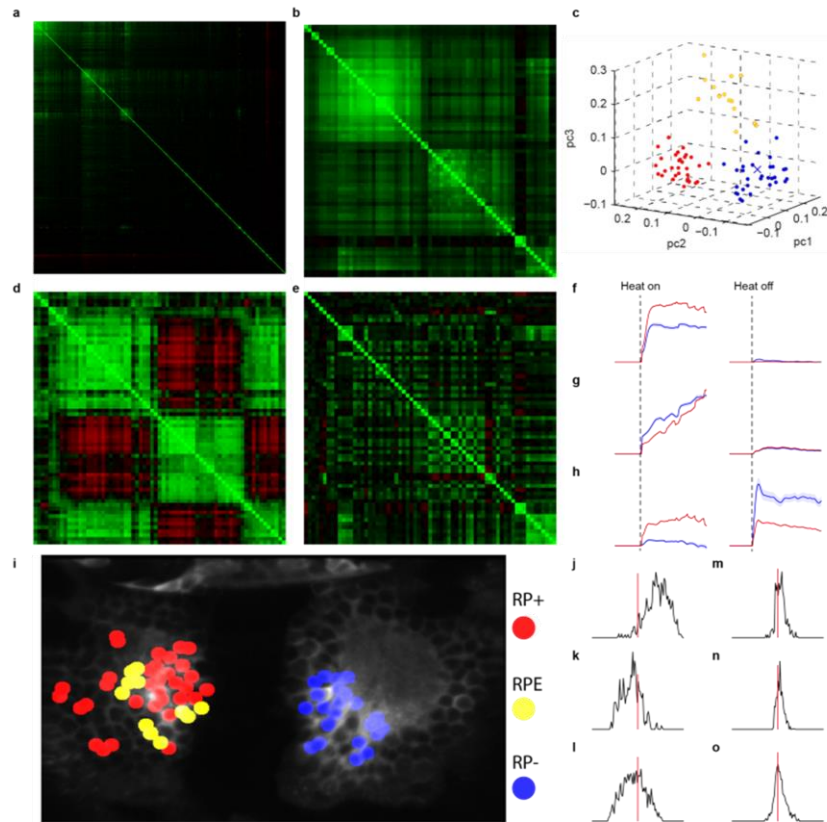 a
b
c
0.3
0.2
0.1
0
−0.1
pc3
0.2
0.1
0
−0.1
pc2
−0.1
0
0.1
0.2
pc1
d
e
f
Heat on
Heat off
g
h
i
RP+
RPE
RP-
j
m
k
n
l
o